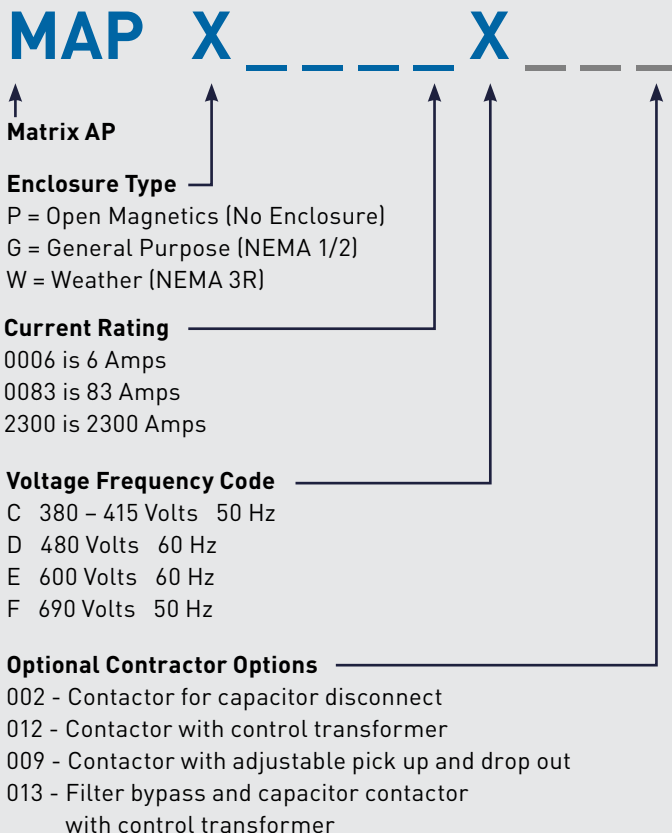 MAP X _ _ _ _ X _ _ _
Matrix AP
Enclosure Type
P = Open Magnetics (No Enclosure)
G = General Purpose (NEMA 1/2)
W = Weather (NEMA 3R)
Current Rating
0006 is 6 Amps
0083 is 83 Amps
2300 is 2300 Amps
Voltage Frequency Code
C 380 – 415 Volts 50 Hz
D 480 Volts 60 Hz
E 600 Volts 60 Hz
F 690 Volts 50 Hz
Optional Contractor Options
002 - Contactor for capacitor disconnect
012 - Contactor with control transformer
009 - Contactor with adjustable pick up and drop out
013 - Filter bypass and capacitor contactor
with control transformer